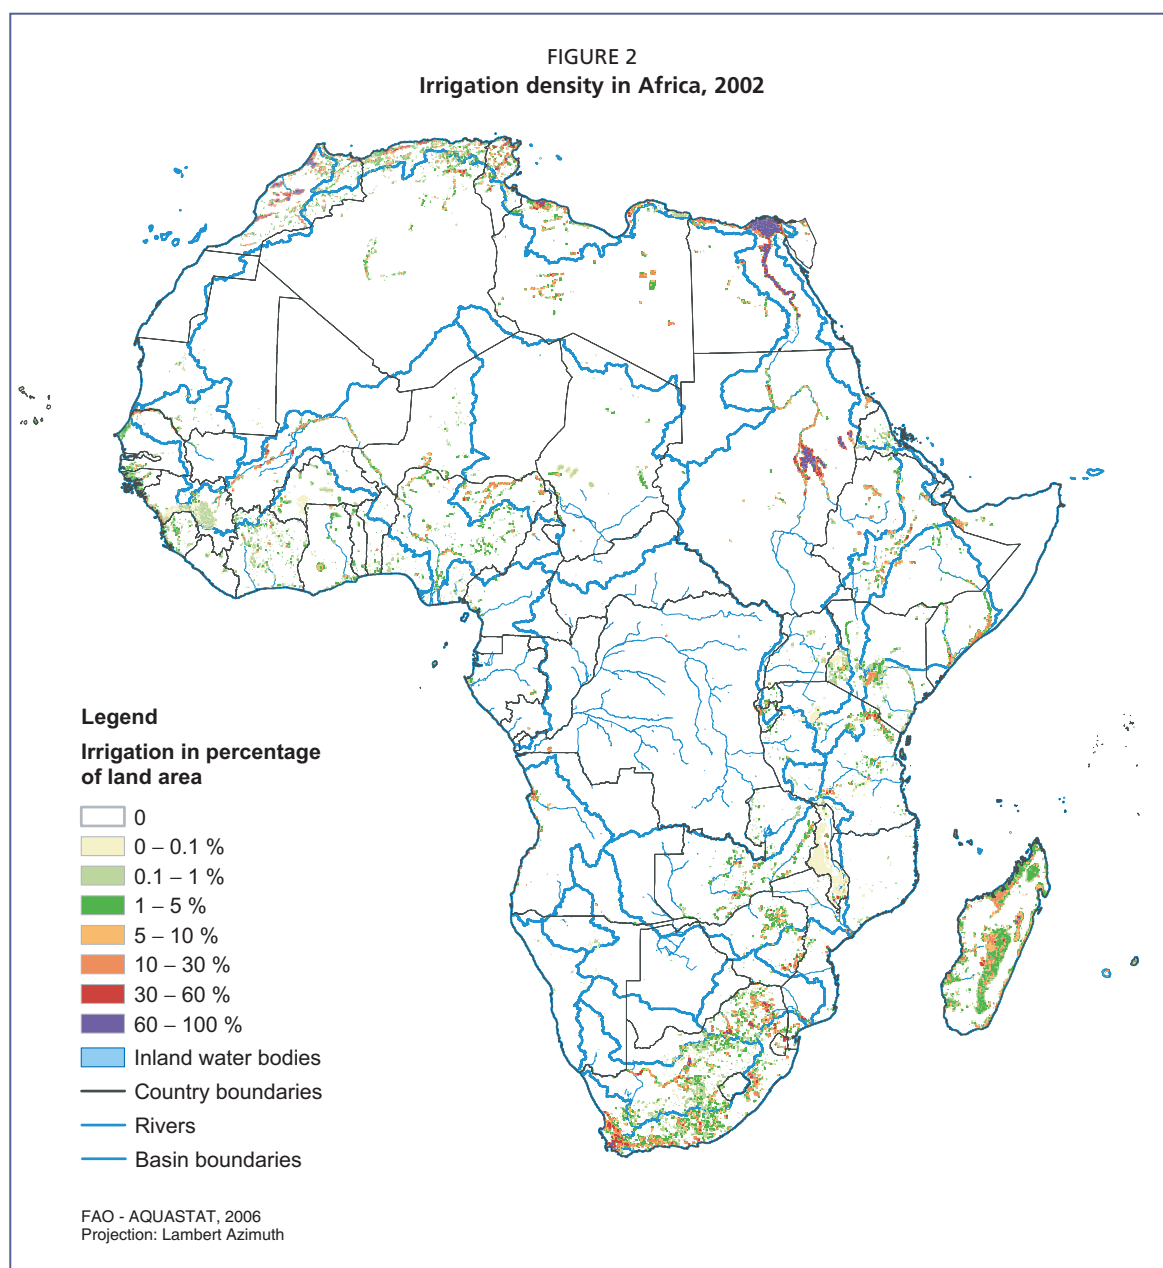 FIGURE 2
Irrigation density in Africa, 2002
Legend
Irrigation in percentage
of land area
0
0 – 0.1 %
0.1 – 1 %
1 – 5 %
5 – 10 %
10 – 30 %
30 – 60 %
60 – 100 %
Inland water bodies
Country boundaries
Rivers
Basin boundaries
FAO - AQUASTAT, 2006
Projection: Lambert Azimuth